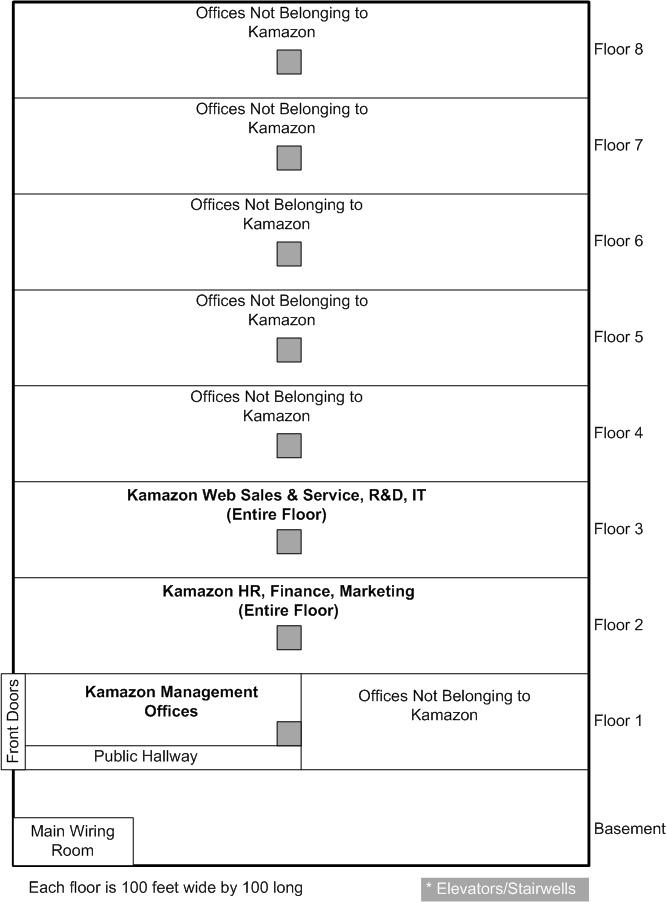 Offices Not Belonging to
Kamazon
Floor 8
Offices Not Belonging to
Kamazon
Floor 7
Offices Not Belonging to
Kamazon
Floor 6
Offices Not Belonging to
Kamazon
Floor 5
Offices Not Belonging to
Kamazon
Floor 4
Kamazon Web Sales & Service, R&D, IT
(Entire Floor)
Floor 3
Kamazon HR, Finance, Marketing
(Entire Floor)
Floor 2
Front Doors
Kamazon Management
Offices
Public Hallway
Offices Not Belonging to
Kamazon
Floor 1
Main Wiring
Room
Basement
Each floor is 100 feet wide by 100 long
* Elevators/Stairwells